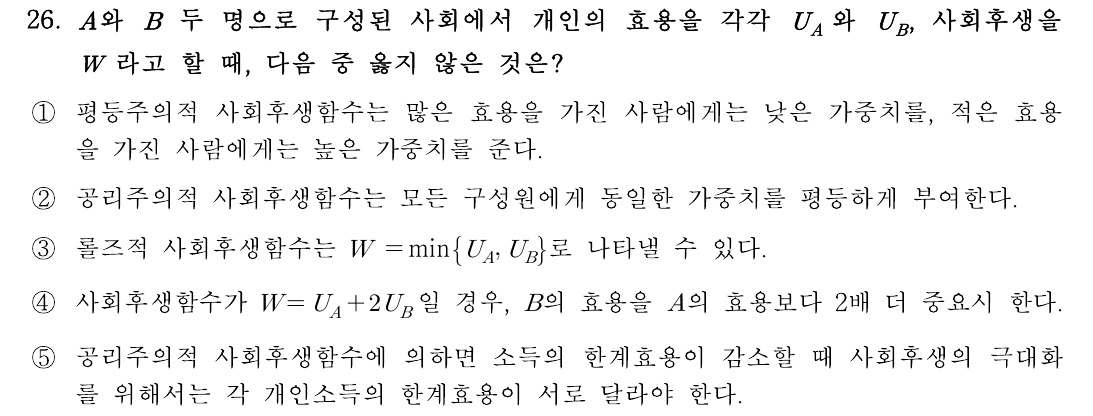 26. A와 B 두 명으로 구성된 사회에서 개인의 효용을 각각 U_A와 U_B, 사회후생을
W라고 할 때, 다음 중 옳지 않은 것은?
① 평등주의적 사회후생함수는 많은 효용을 가진 사람에게는 낮은 가중치를, 적은 효용
을 가진 사람에게는 높은 가중치를 준다.
② 공리주의적 사회후생함수는 모든 구성원에게 동일한 가중치를 평등하게 부여한다.
③ 롤즈적 사회후생함수는 W=min{U_A, U_B}로 나타낼 수 있다.
④ 사회후생함수가 W=U_A+2U_B일 경우, B의 효용을 A의 효용보다 2배 더 중요시 한다.
⑤ 공리주의적 사회후생함수에 의하면 소득의 한계효용이 감소할 때 사회후생의 극대화
를 위해서는 각 개인소득의 한계효용이 서로 달라야 한다.